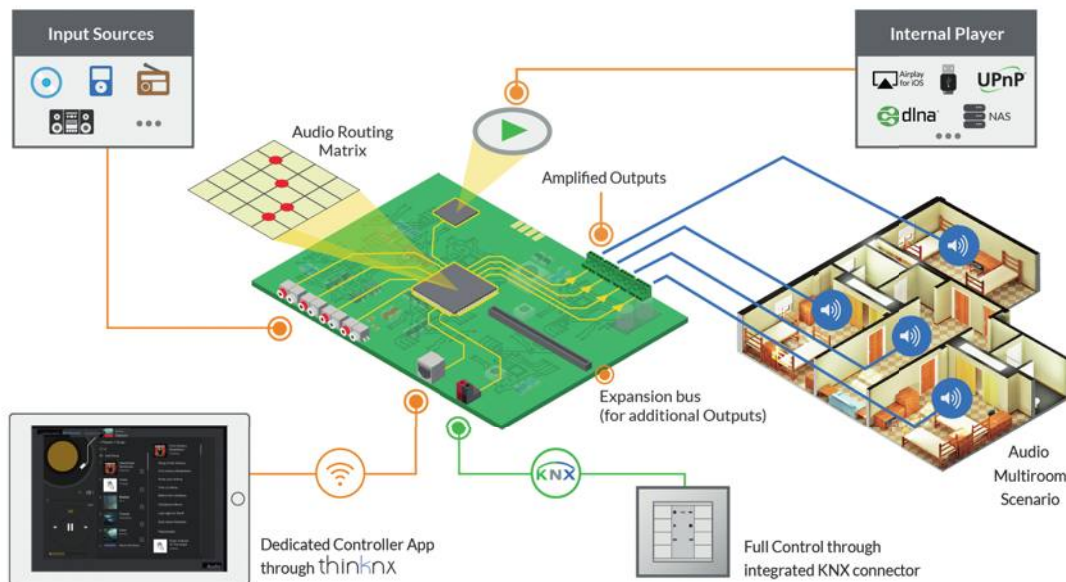 Input Sources
Internal Player
Airplay
for iOS
UPnP
dlna
NAS
Audio Routing
Matrix
Amplified Outputs
Expansion bus
(for additional Outputs)
KNX
Audio
Multiroom
Scenario
Dedicated Controller App
through thinknx
Full Control through
integrated KNX connector